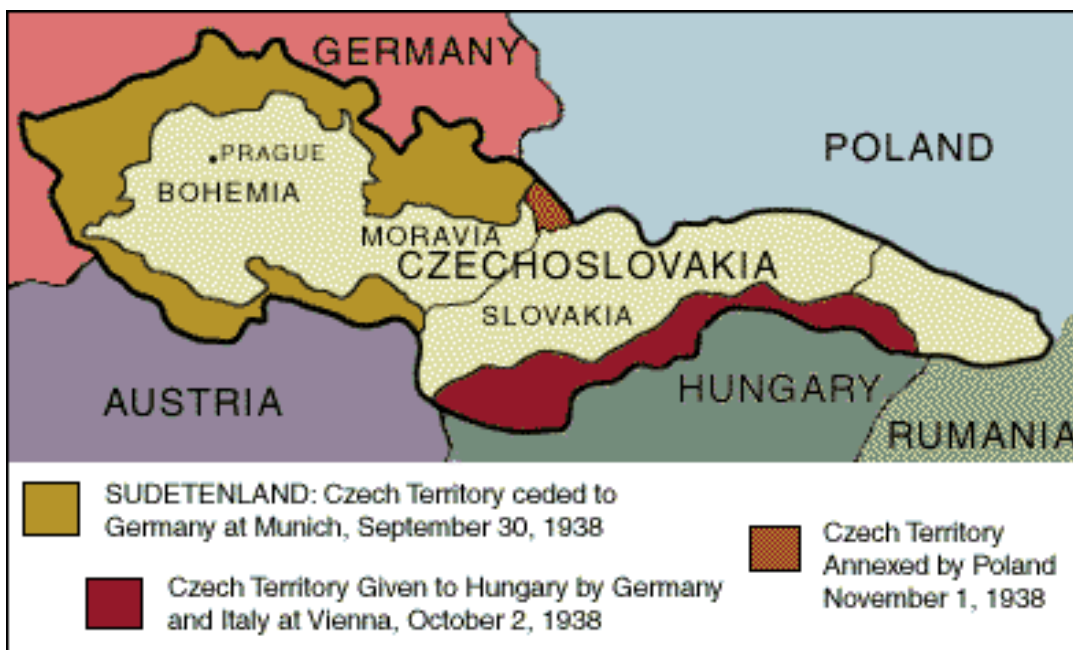 GERMANY
POLAND
PRAGUE
BOHEMIA
MORAVIA
CZECHOSLOVAKIA
SLOVAKIA
AUSTRIA
HUNGARY
RUMANIA
SUDETENLAND: Czech Territory ceded to
Germany at Munich, September 30, 1938
Czech Territory Given to Hungary by Germany
and Italy at Vienna, October 2, 1938
Czech Territory
Annexed by Poland
November 1, 1938